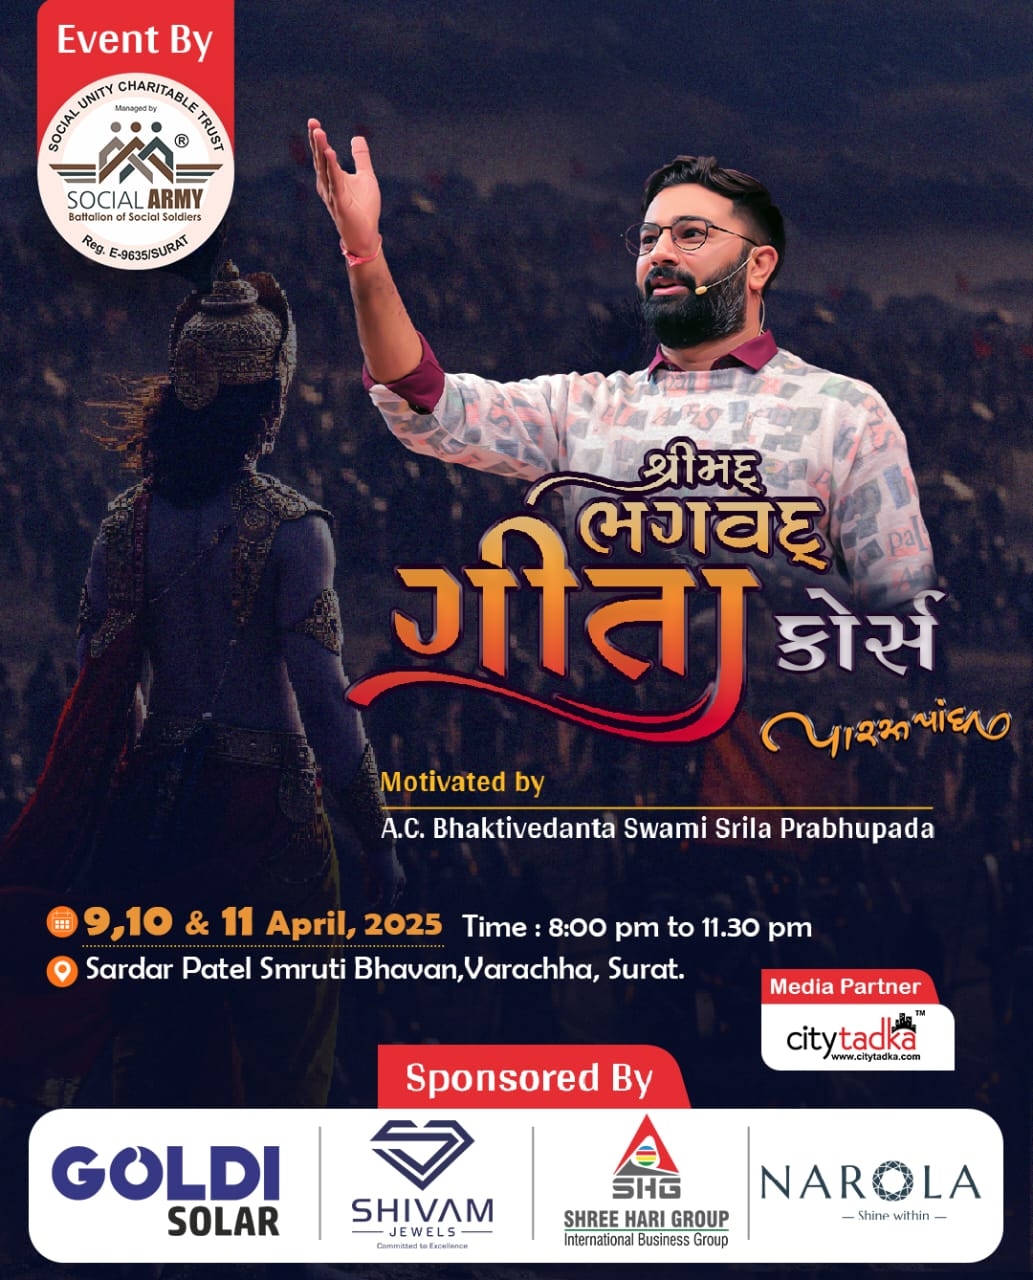 Event By
SOCIAL UNITY CHARITABLE TRUST
Managed by
®
SOCIAL ARMY
Battalion of Social Soldiers
Reg. E-9635/SURAT
શ્રીમદ્
ભગવદ્
ગીતા કોર્સ
પારસ પાંધી
Motivated by
A.C. Bhaktivedanta Swami Srila Prabhupada
9,10 & 11 April, 2025 Time : 8:00 pm to 11.30 pm
Sardar Patel Smruti Bhavan,Varachha, Surat.
Media Partner
citytadka TM
www.citytadka.com
Sponsored By
GOLDI
SOLAR
SHIVAM
JEWELS
Committed to Excellence
SHG
SHREE HARI GROUP
International Business Group
NAROLA
Shine within